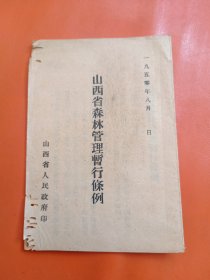 一九五零年八月　日
山西省森林管理暫行條例
山西省人民政府印